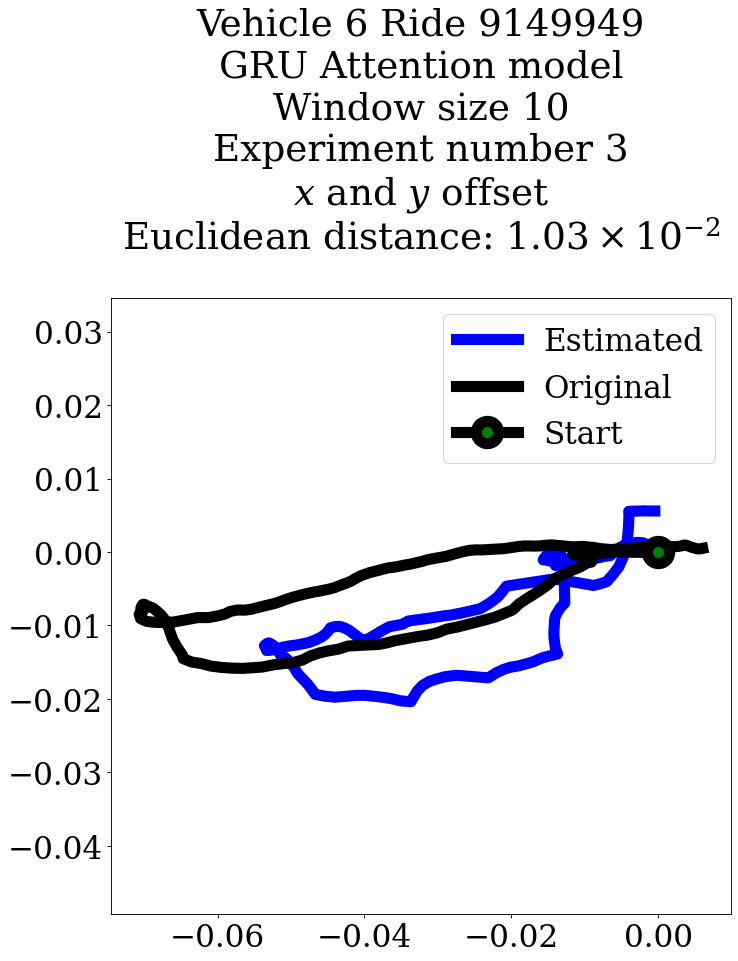 Vehicle 6 Ride 9149949
GRU Attention model
Window size 10
Experiment number 3
x and y offset
Euclidean distance: 1.03 × 10⁻²
Estimated
Original
Start
0.03
0.02
0.01
0.00
−0.01
−0.02
−0.03
−0.04
−0.06 −0.04 −0.02 0.00